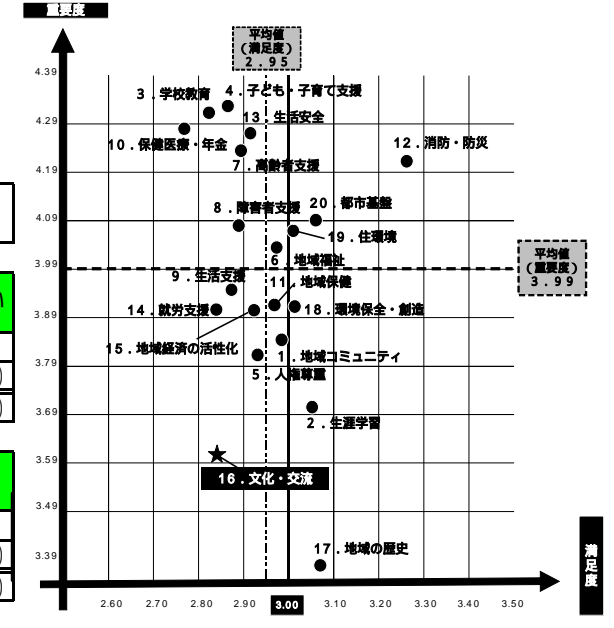 重要度
平均値
(満足度)
2.95
4.39
3．学校教育
4．子ども・子育て支援
13．生活安全
4.29
10．保健医療・年金
12．消防・防災
7．高齢者支援
4.19
8．障害者支援
20．都市基盤
4.09
19．住環境
6．地域福祉
平均値
(重要度)
3.99
3.99
9．生活支援
11．地域保健
14．就労支援
18．環境保全・創造
3.89
15．地域経済の活性化
1．地域コミュニティ
3.79
5．人権尊重
3.69
2．生涯学習
3.59
16．文化・交流
3.49
17．地域の歴史
3.39
満足度
2.60
2.70
2.80
2.90
3.00
3.10
3.20
3.30
3.40
3.50